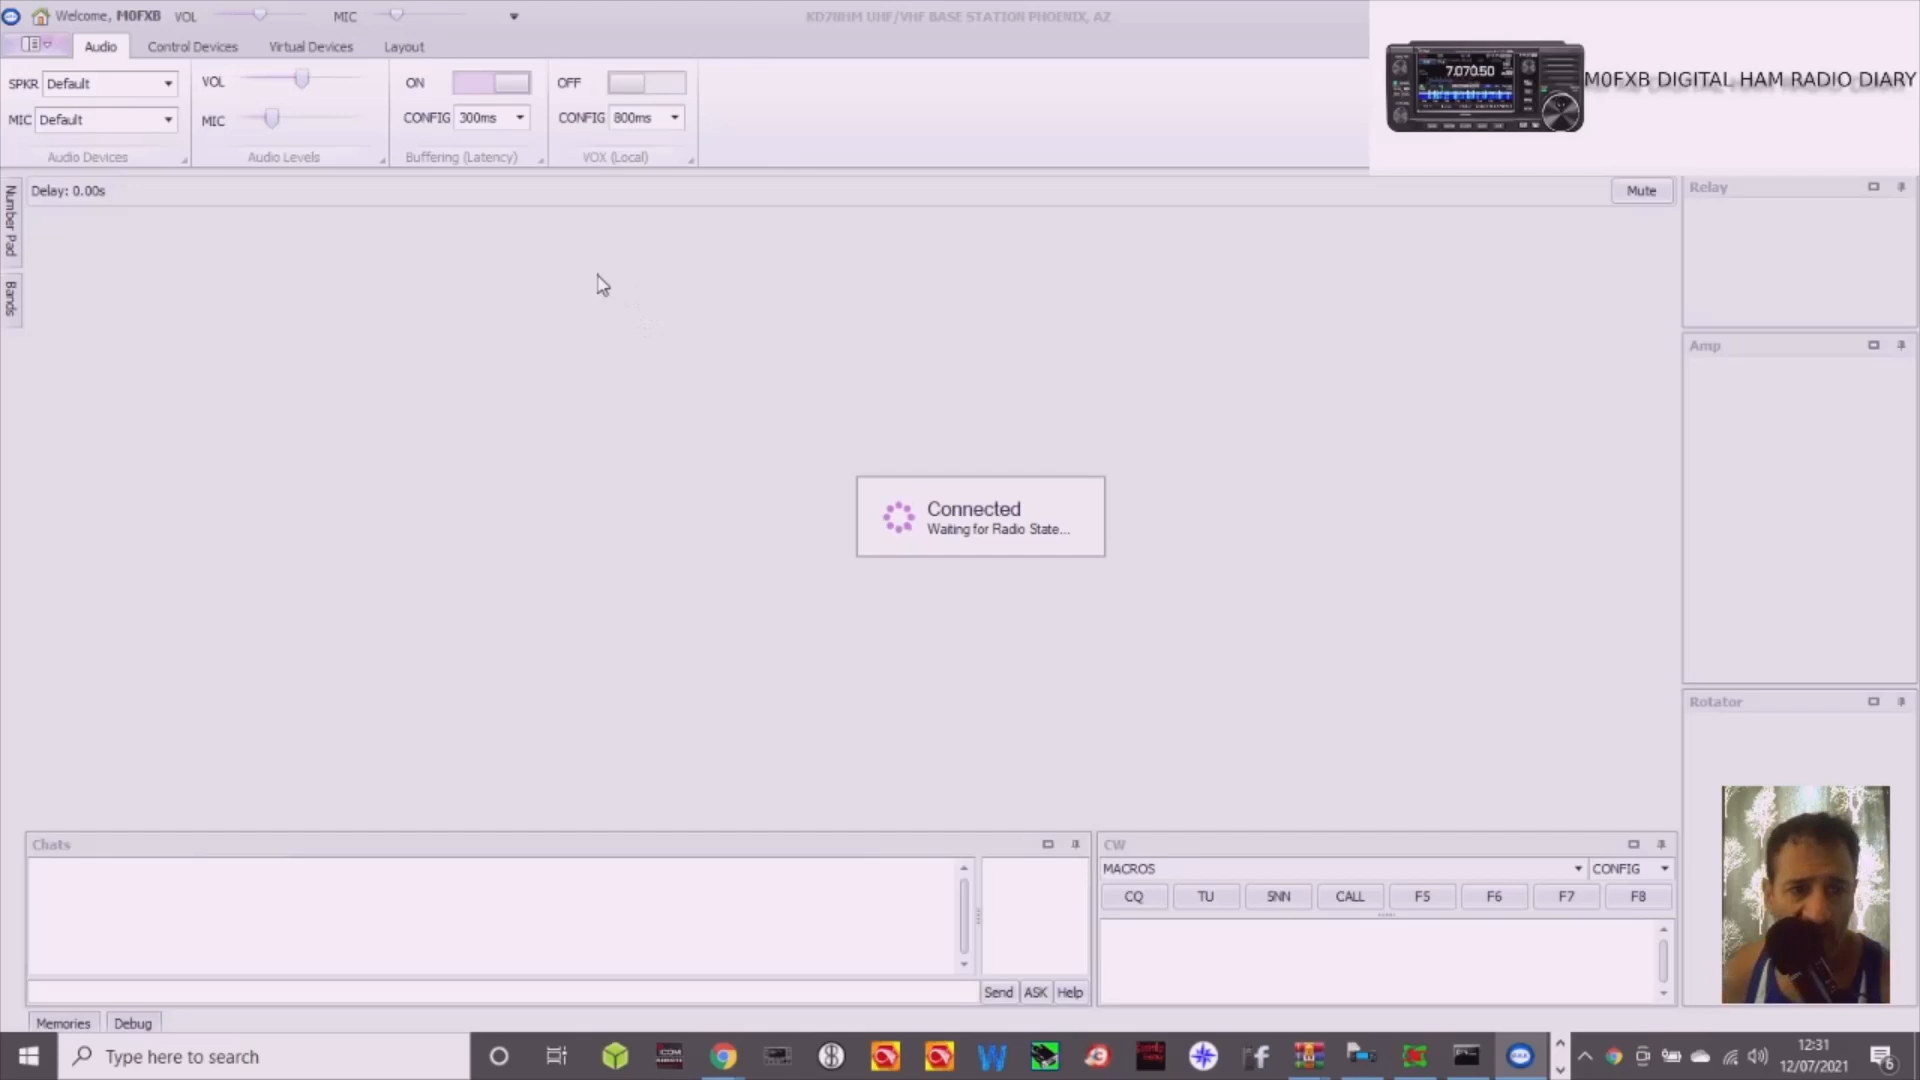 Welcome, M0FXB VOL MIC
UHF/VHF BASE STATION PHOENIX, AZ
Audio Control Devices Virtual Devices Layout
SPKR Default VOL ON OFF
MIC Default MIC CONFIG 300ms CONFIG 800ms
Audio Devices Audio Levels Buffering (Latency) VOX (Local)
7.070.50
M0FXB DIGITAL HAM RADIO DIARY
Number Pad
Bands
Delay: 0.00s Mute
Relay
Amp
Rotator
Connected
Waiting for Radio State...
Chats
Send ASK Help
CW
MACROS CONFIG
CQ TU 5NN CALL F5 F6 F7 F8
Memories Debug
Type here to search
12:31
12/07/2021
6